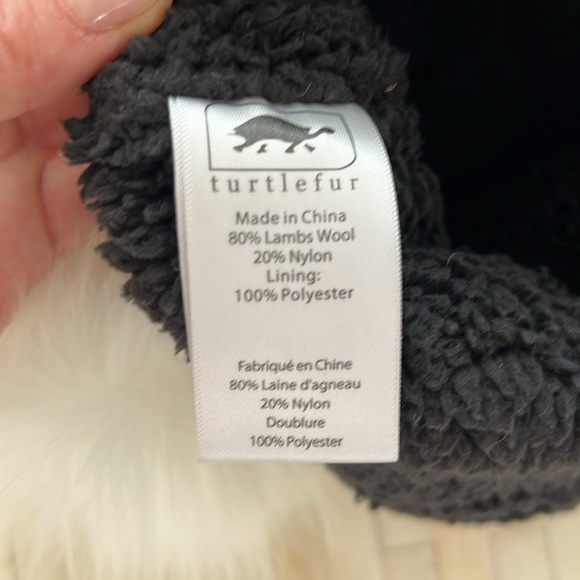 turtlefur
Made in China
80% Lambs Wool
20% Nylon
Lining:
100% Polyester
Fabriqué en Chine
80% Laine d'agneau
20% Nylon
Doublure
100% Polyester